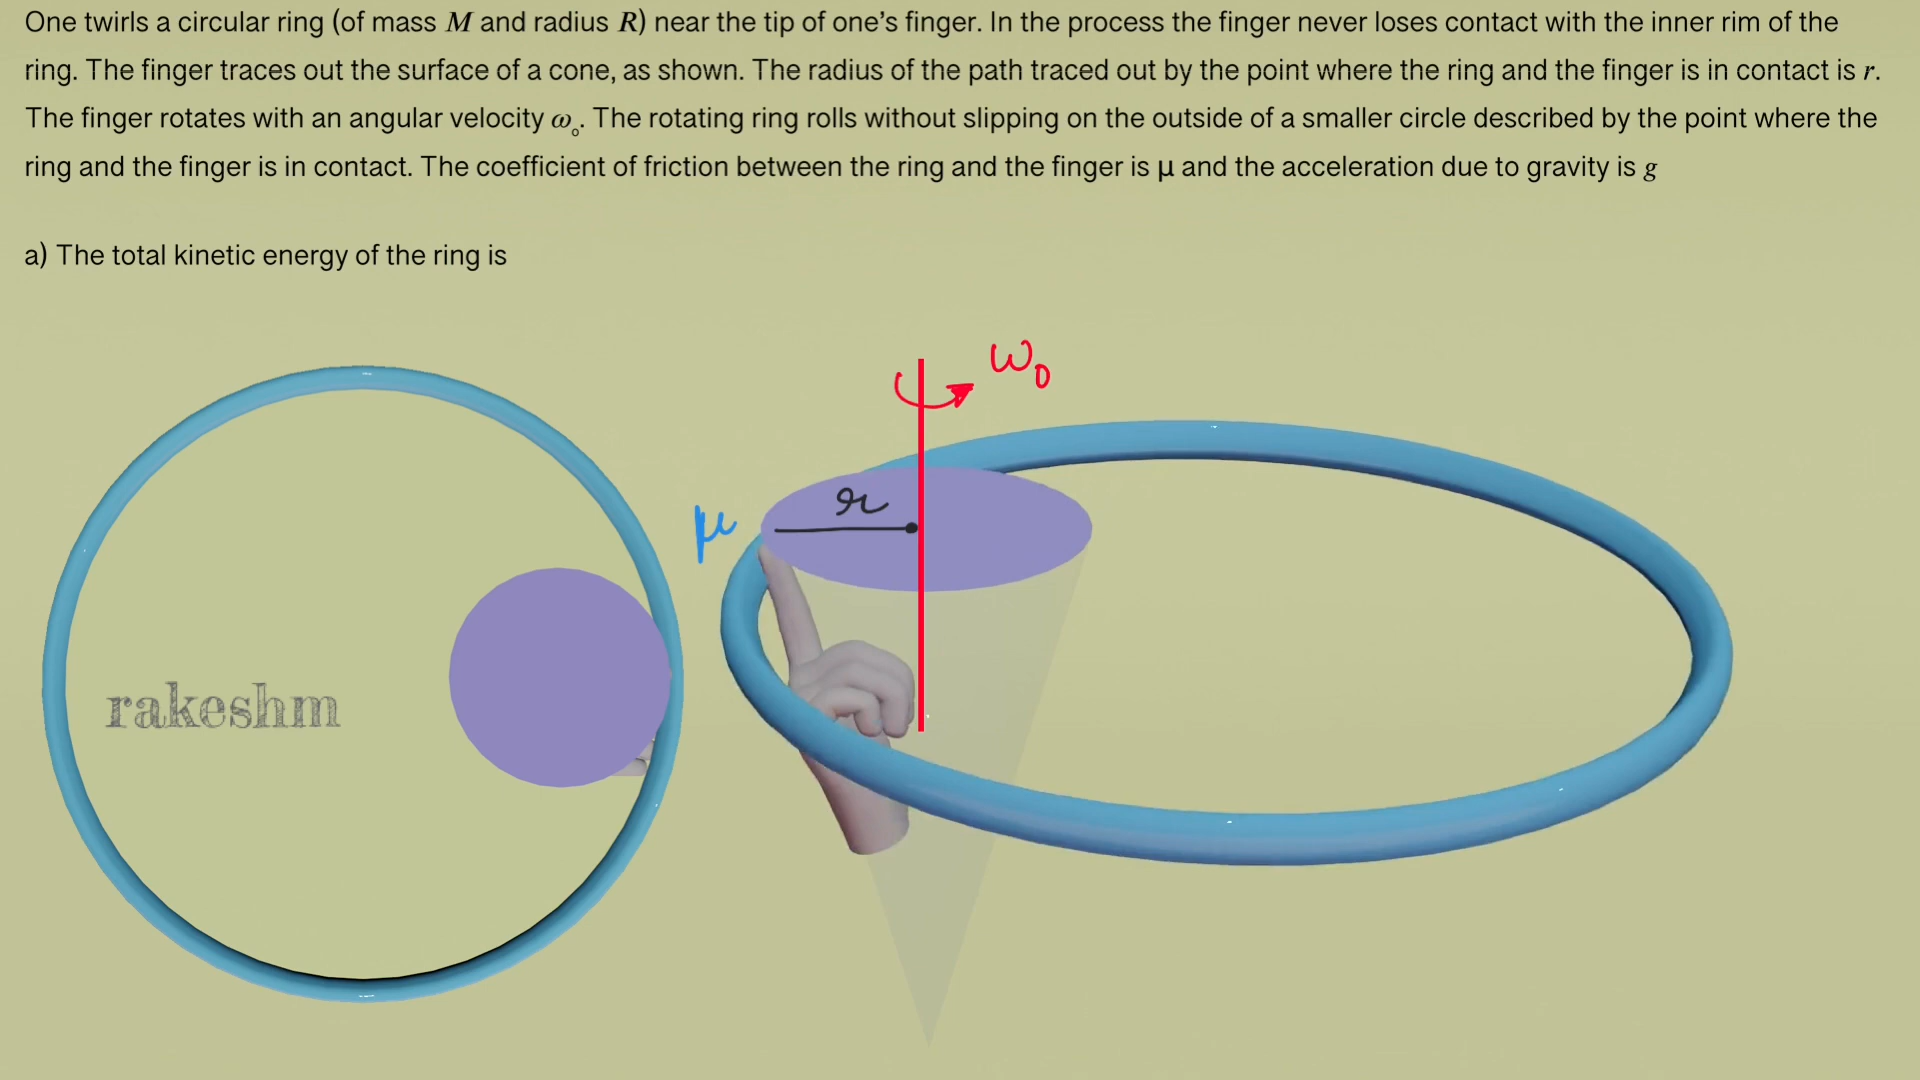 One twirls a circular ring (of mass M and radius R) near the tip of one's finger. In the process the finger never loses contact with the inner rim of the
ring. The finger traces out the surface of a cone, as shown. The radius of the path traced out by the point where the ring and the finger is in contact is r.
The finger rotates with an angular velocity ω₀. The rotating ring rolls without slipping on the outside of a smaller circle described by the point where the
ring and the finger is in contact. The coefficient of friction between the ring and the finger is μ and the acceleration due to gravity is g
a) The total kinetic energy of the ring is
ω₀
r
μ
rakeshm